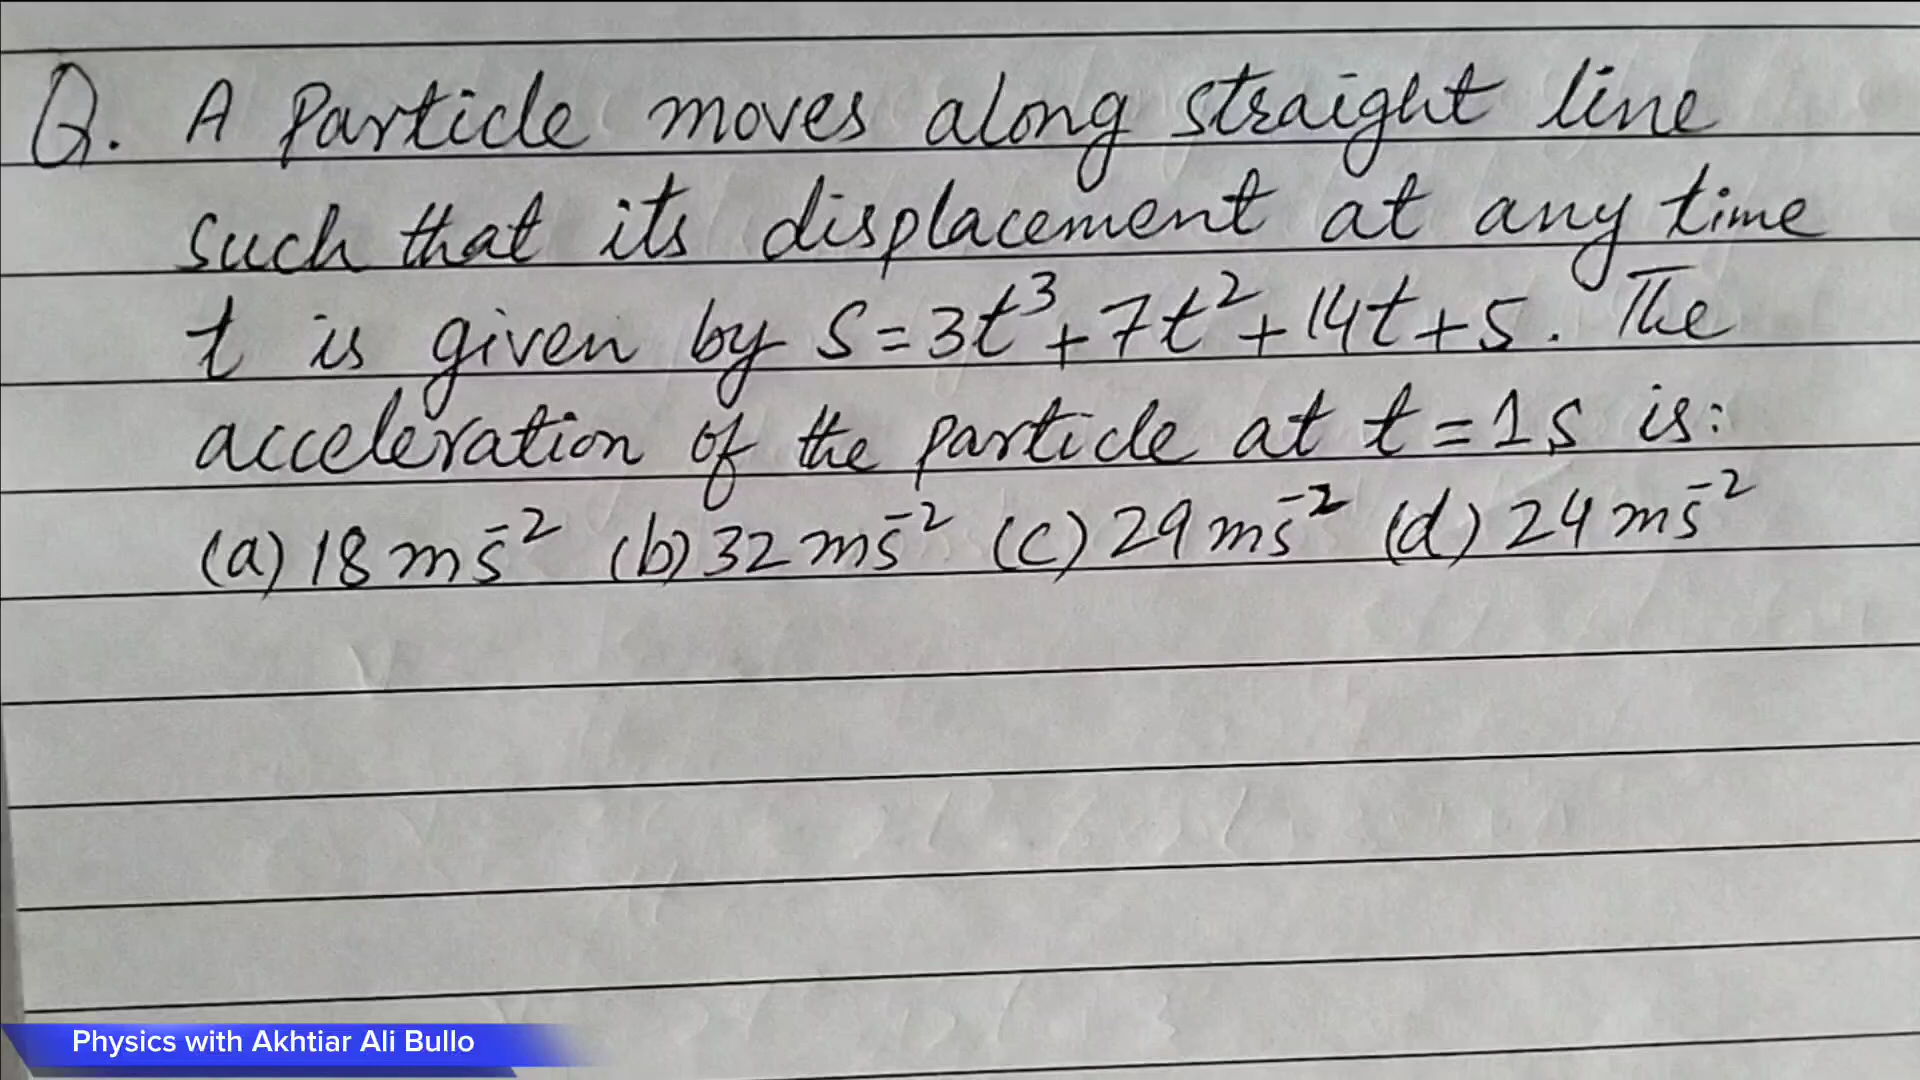 Q. A Particle moves along straight line
such that its displacement at any time
t is given by S=3t³+7t²+14t+5. The
acceleration of the particle at t=1s is:
(a) 18 ms⁻² (b) 32 ms⁻² (c) 29 ms⁻² (d) 24 ms⁻²
Physics with Akhtiar Ali Bullo